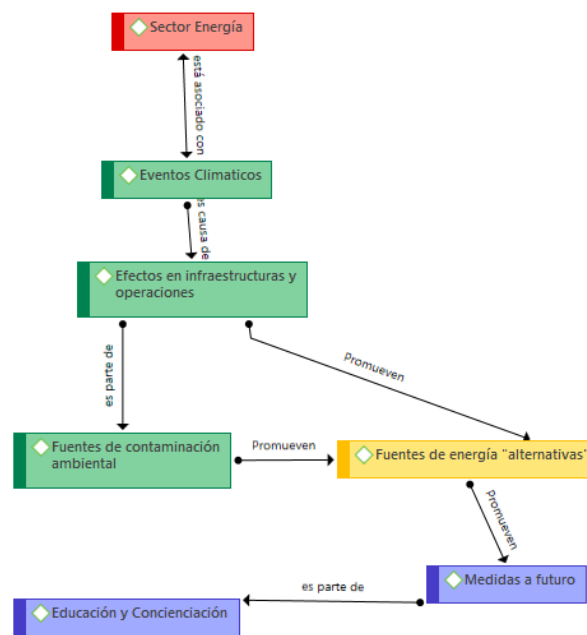 Sector Energía
está asociado con
Eventos Climaticos
es causa de
Efectos en infraestructuras y
operaciones
es parte de
Promueven
Fuentes de contaminación
ambiental
Promueven
Fuentes de energía "alternativas"
Promueven
Medidas a futuro
es parte de
Educación y Concienciación